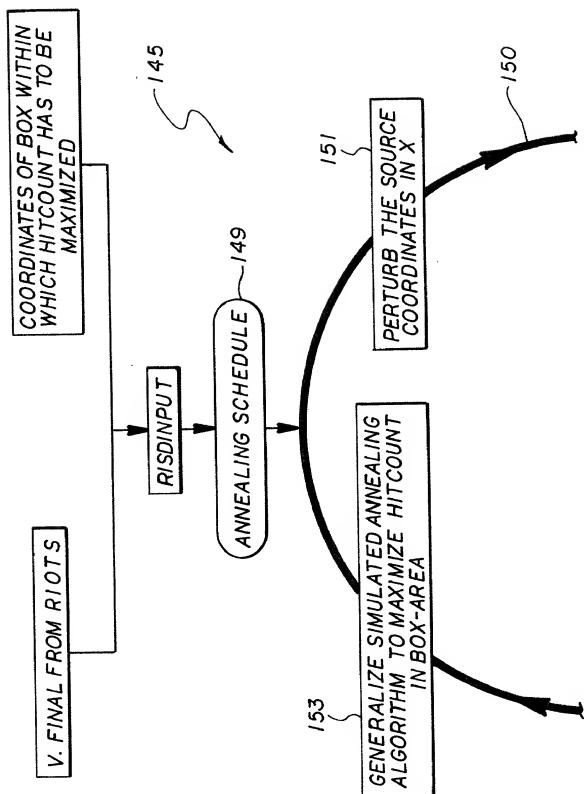 V. FINAL FROM RIOTS
COORDINATES OF BOX WITHIN
WHICH HITCOUNT HAS TO BE
MAXIMIZED
145
RISDINPUT
149
ANNEALING SCHEDULE
153
GENERALIZE SIMULATED ANNEALING
ALGORITHM TO MAXIMIZE HITCOUNT
IN BOX-AREA
151
PERTURB THE SOURCE
COORDINATES IN X
150